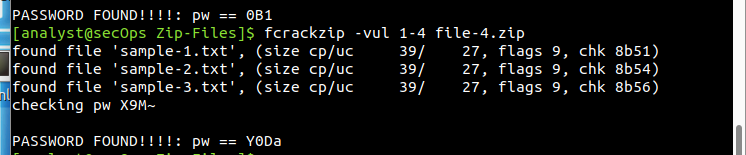 PASSWORD FOUND!!!!: pw == 0B1
[analyst@secOps Zip-Files]$ fcrackzip -vul 1-4 file-4.zip
found file 'sample-1.txt', (size cp/uc     39/    27, flags 9, chk 8b51)
found file 'sample-2.txt', (size cp/uc     39/    27, flags 9, chk 8b54)
found file 'sample-3.txt', (size cp/uc     39/    27, flags 9, chk 8b56)
checking pw X9M~
PASSWORD FOUND!!!!: pw == Y0Da